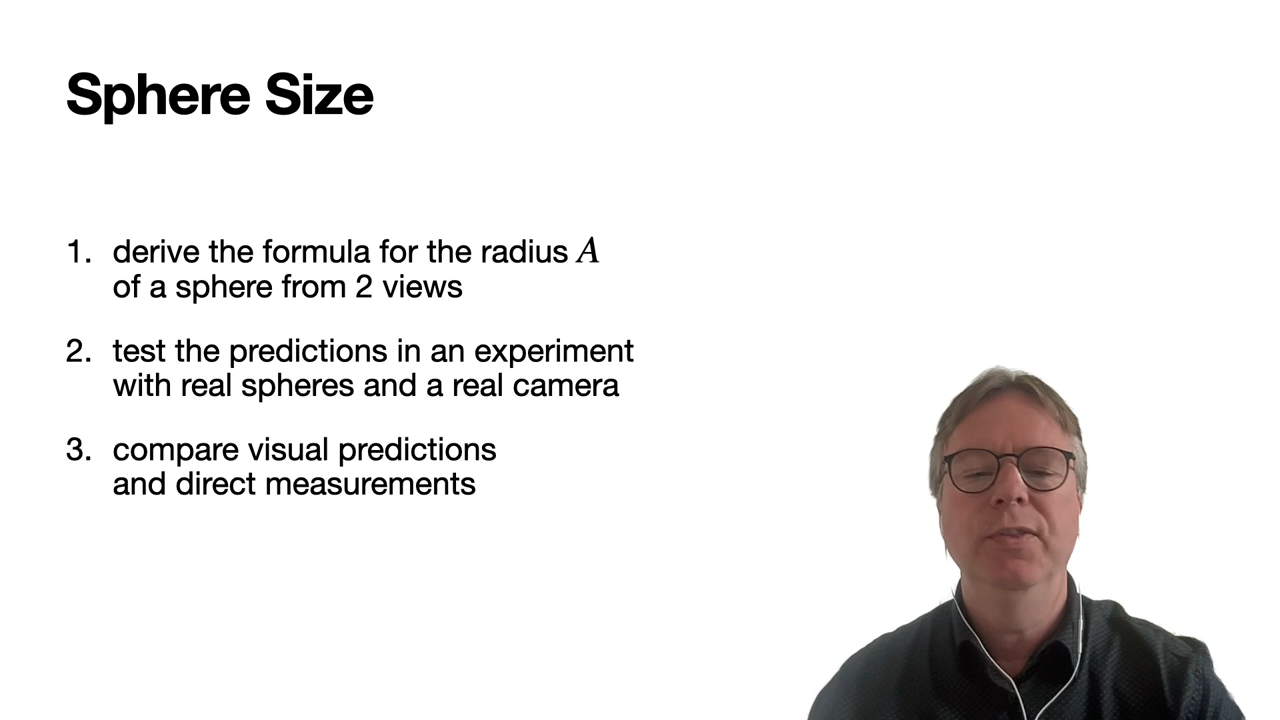 Sphere Size
1. derive the formula for the radius A
of a sphere from 2 views
2. test the predictions in an experiment
with real spheres and a real camera
3. compare visual predictions
and direct measurements